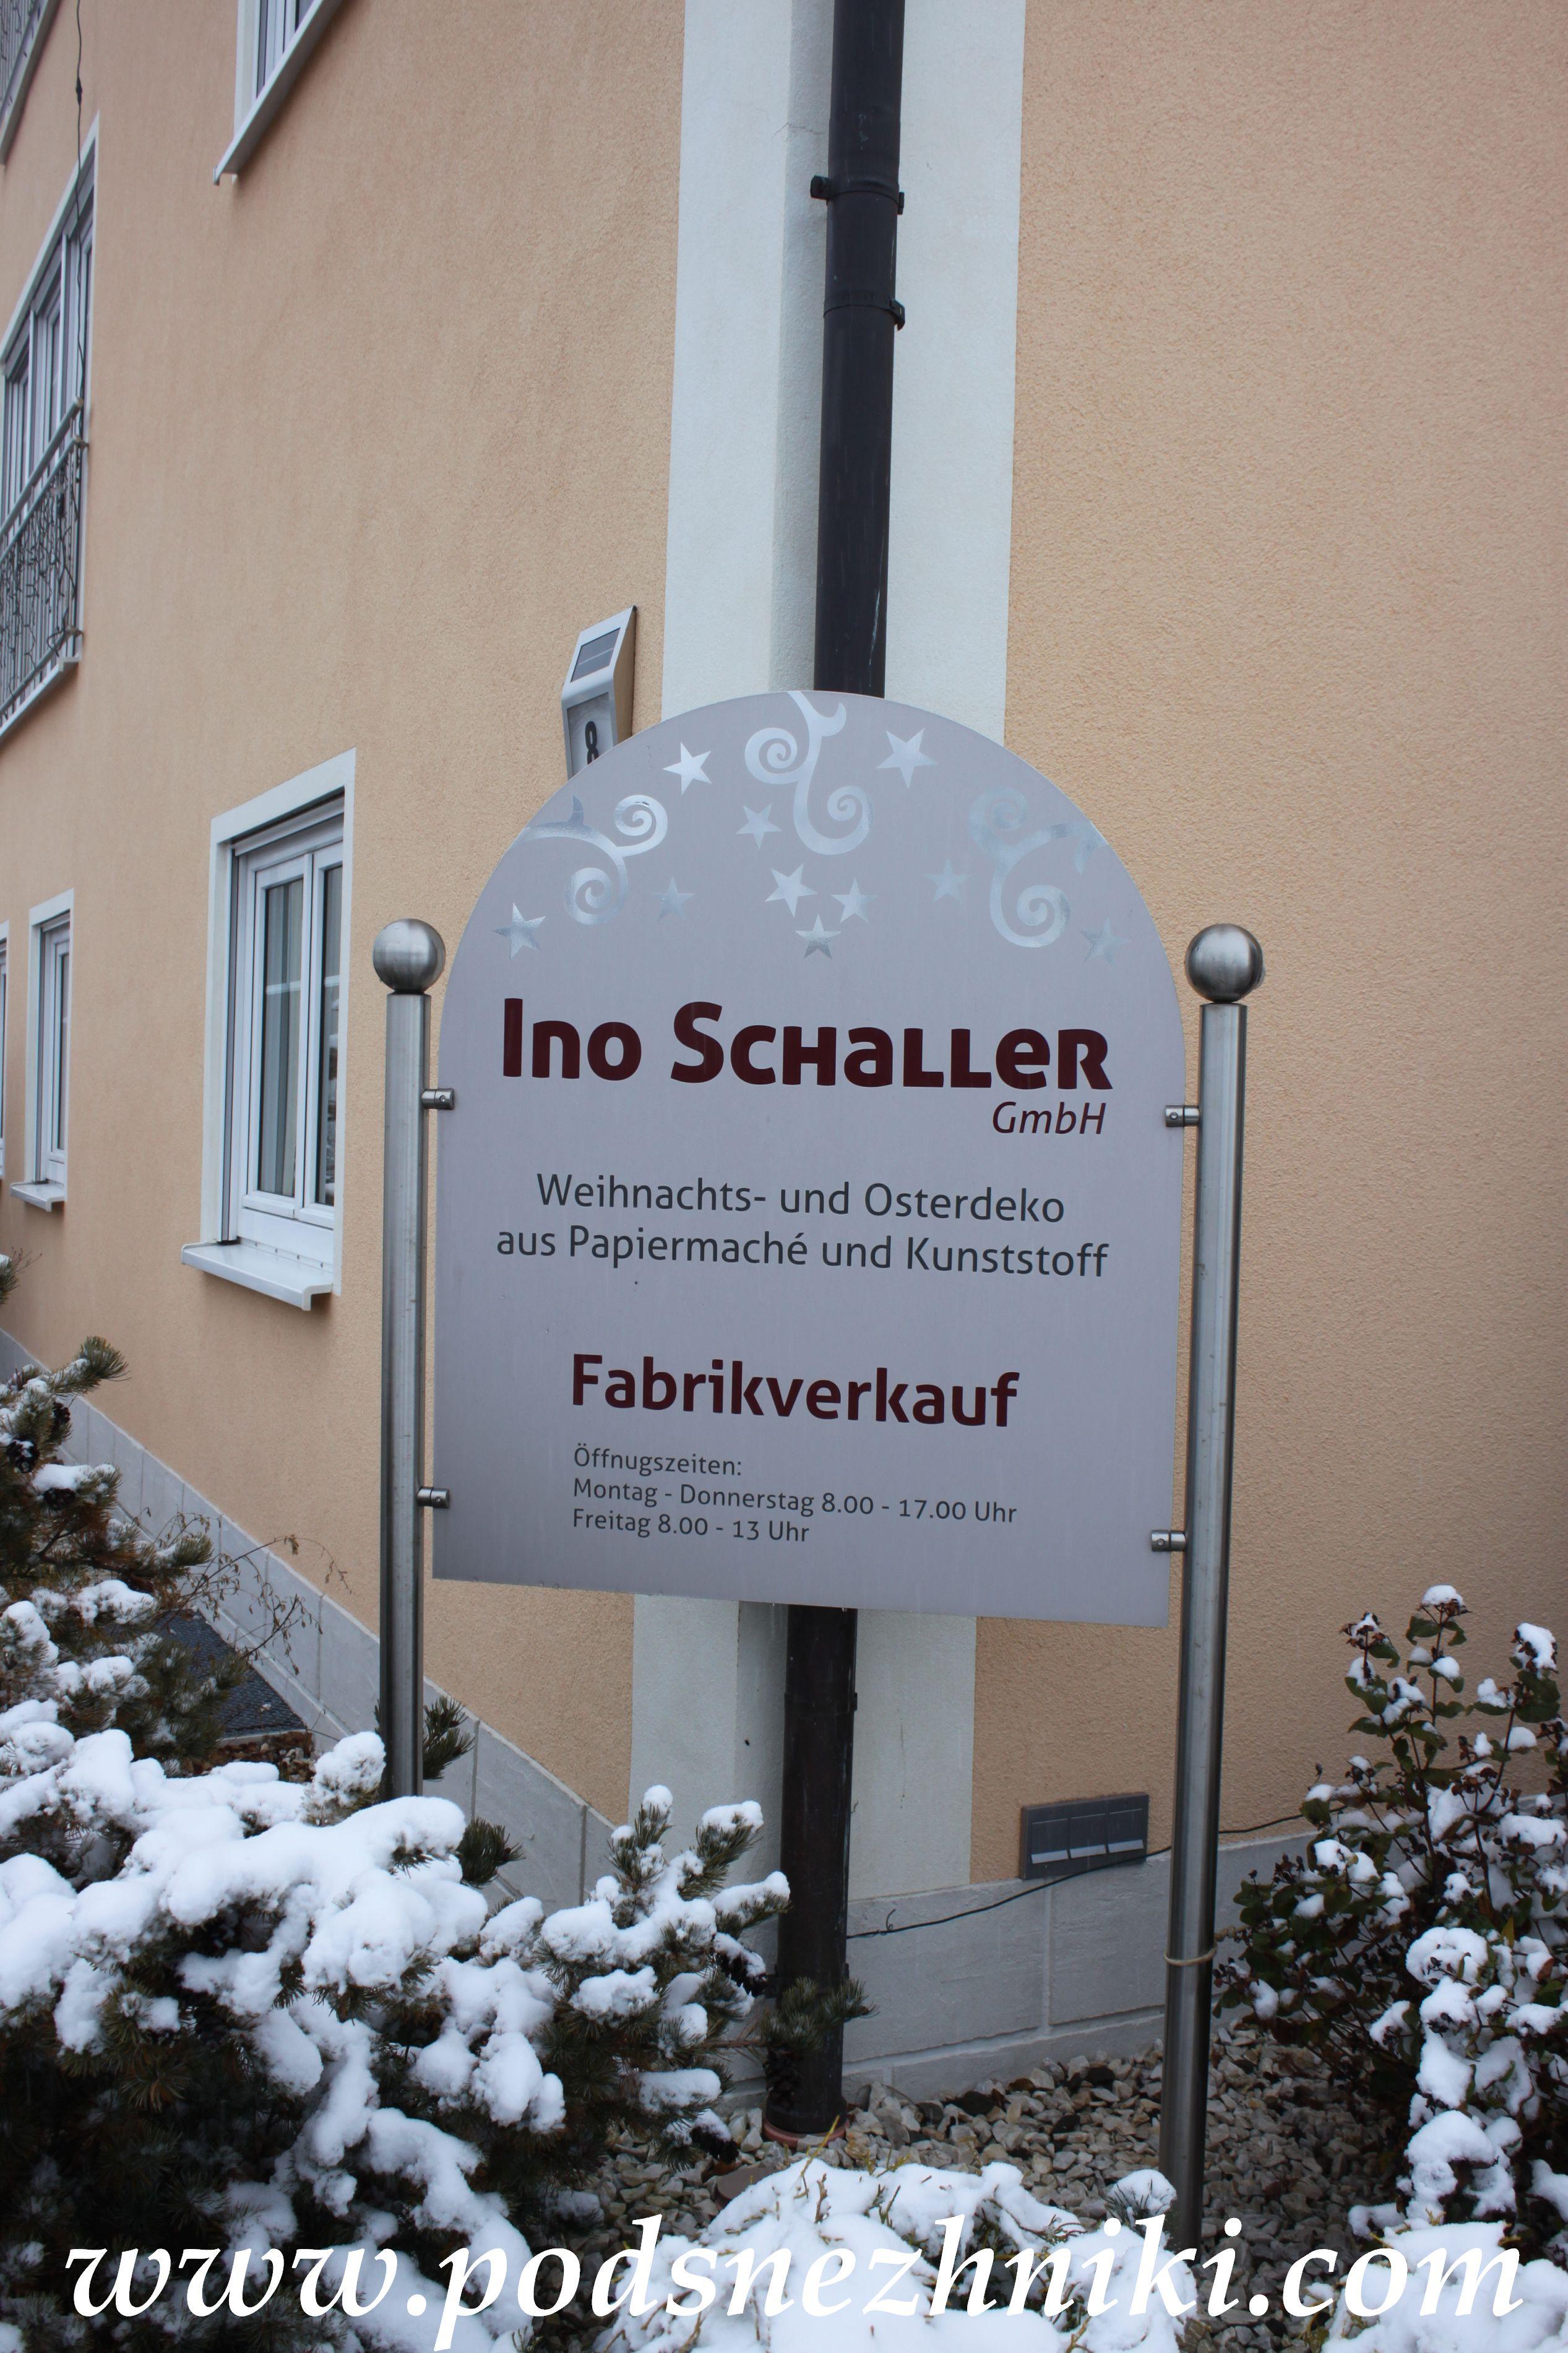 8
Ino Schaller
GmbH
Weihnachts- und Osterdeko
aus Papiermaché und Kunststoff
Fabrikverkauf
Öffnugszeiten:
Montag - Donnerstag 8.00 - 17.00 Uhr
Freitag 8.00 - 13 Uhr
www.podsnezhniki.com